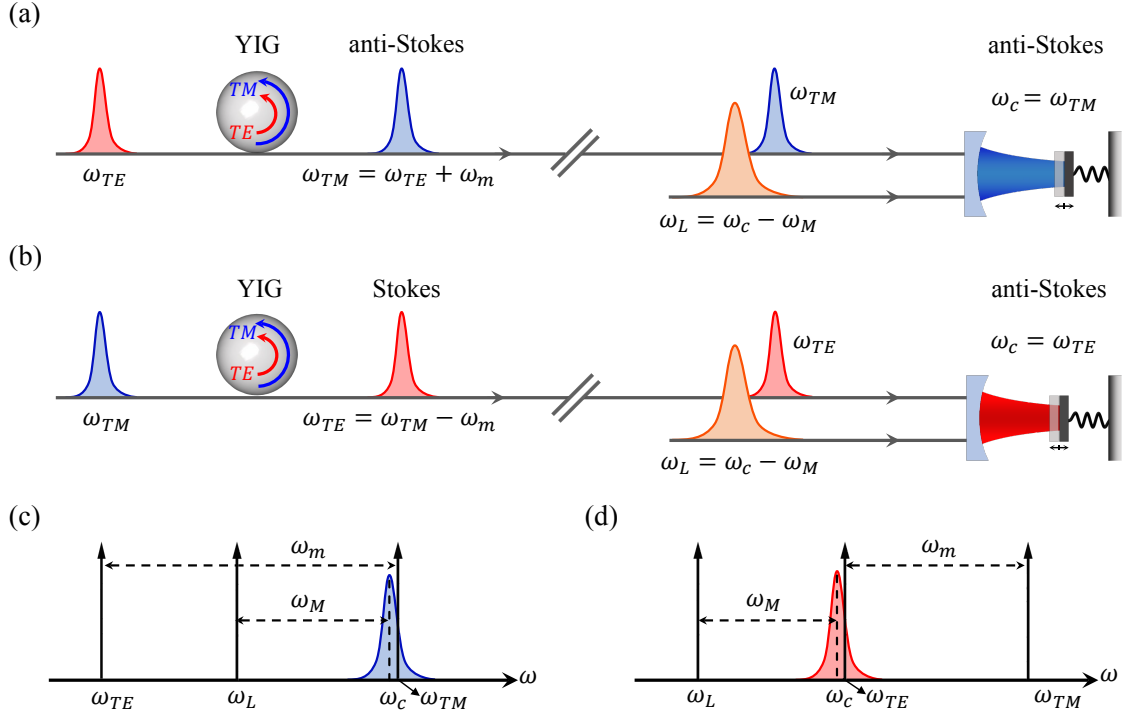 (a)
YIG
anti-Stokes
anti-Stokes
TM
TE
ω_TM
ω_c = ω_TM
ω_TE
ω_TM = ω_TE + ω_m
ω_L = ω_c − ω_M
(b)
YIG
Stokes
anti-Stokes
TM
TE
ω_TE
ω_c = ω_TE
ω_TM
ω_TE = ω_TM − ω_m
ω_L = ω_c − ω_M
(c)
ω_m
ω_M
ω
ω_TE
ω_L
ω_c
ω_TM
(d)
ω_m
ω_M
ω
ω_L
ω_c
ω_TE
ω_TM